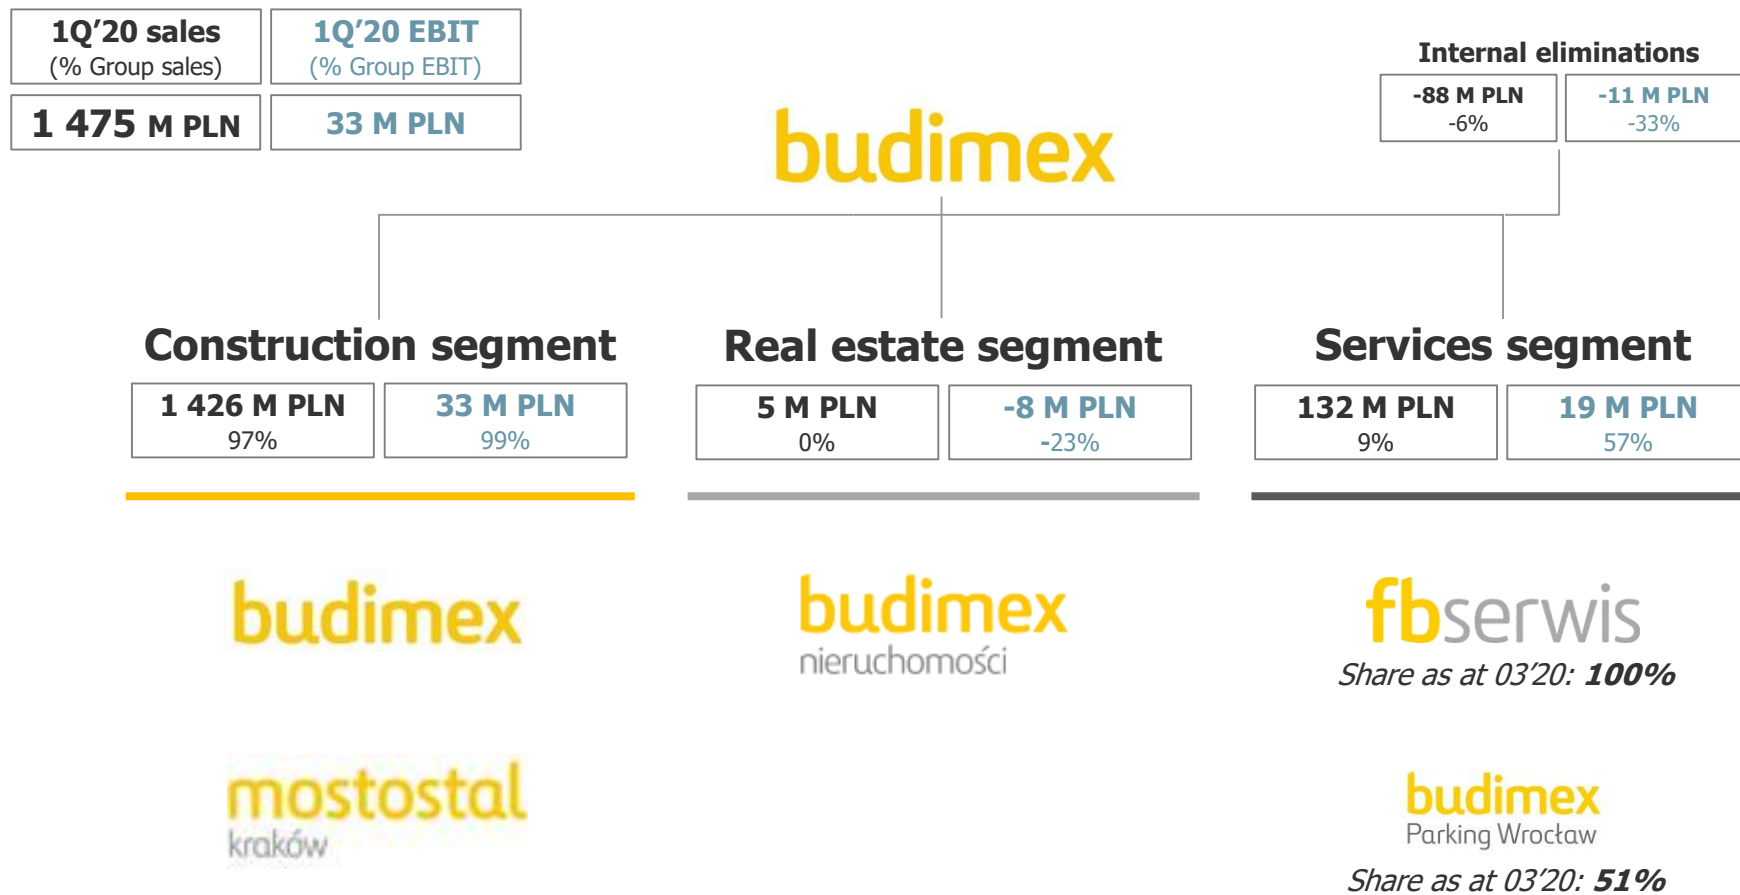 1Q’20 sales
(% Group sales)
1Q’20 EBIT
(% Group EBIT)
1 475 M PLN
33 M PLN
Internal eliminations
-88 M PLN
-6%
-11 M PLN
-33%
budimex
Construction segment
1 426 M PLN
97%
33 M PLN
99%
Real estate segment
5 M PLN
0%
-8 M PLN
-23%
Services segment
132 M PLN
9%
19 M PLN
57%
budimex
mostostal
kraków
budimex
nieruchomości
fbserwis
Share as at 03’20: 100%
budimex
Parking Wrocław
Share as at 03’20: 51%